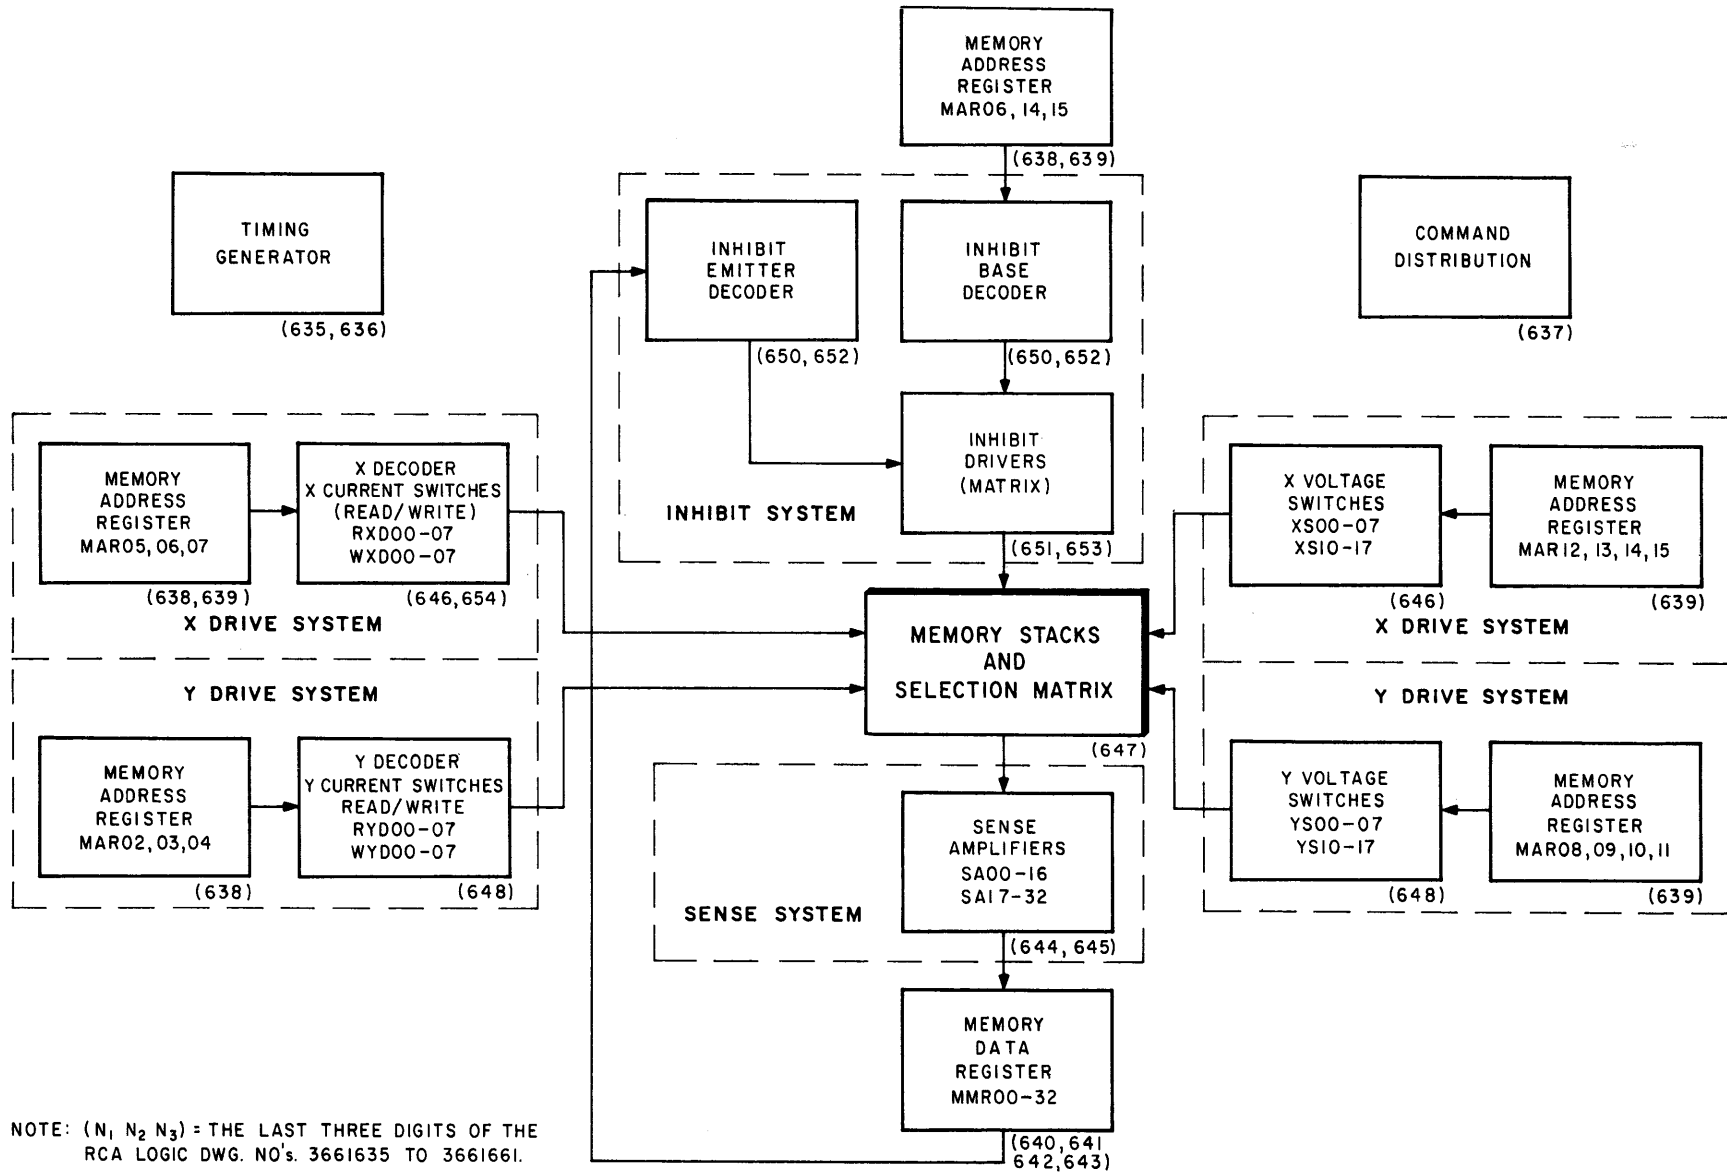 MEMORY
ADDRESS
REGISTER
MAR06, 14, 15
(638, 639)
TIMING
GENERATOR
(635, 636)
INHIBIT
EMITTER
DECODER
(650, 652)
INHIBIT
BASE
DECODER
(650, 652)
COMMAND
DISTRIBUTION
(637)
INHIBIT
DRIVERS
(MATRIX)
(651, 653)
INHIBIT SYSTEM
MEMORY
ADDRESS
REGISTER
MAR05, 06, 07
(638, 639)
X DECODER
X CURRENT SWITCHES
(READ/WRITE)
RXD00-07
WXD00-07
(646, 654)
X DRIVE SYSTEM
X VOLTAGE
SWITCHES
XS00-07
XS10-17
(646)
MEMORY
ADDRESS
REGISTER
MAR12, 13, 14, 15
(639)
X DRIVE SYSTEM
MEMORY STACKS
AND
SELECTION MATRIX
(647)
Y DRIVE SYSTEM
MEMORY
ADDRESS
REGISTER
MAR02, 03, 04
(638)
Y DECODER
Y CURRENT SWITCHES
READ/WRITE
RYD00-07
WYD00-07
(648)
Y DRIVE SYSTEM
Y VOLTAGE
SWITCHES
YS00-07
YS10-17
(648)
MEMORY
ADDRESS
REGISTER
MAR08, 09, 10, 11
(639)
SENSE
AMPLIFIERS
SA00-16
SA17-32
(644, 645)
SENSE SYSTEM
MEMORY
DATA
REGISTER
MMR00-32
(640, 641
642, 643)
NOTE: (N₁ N₂ N₃) = THE LAST THREE DIGITS OF THE
RCA LOGIC DWG. NO's. 3661635 TO 3661661.